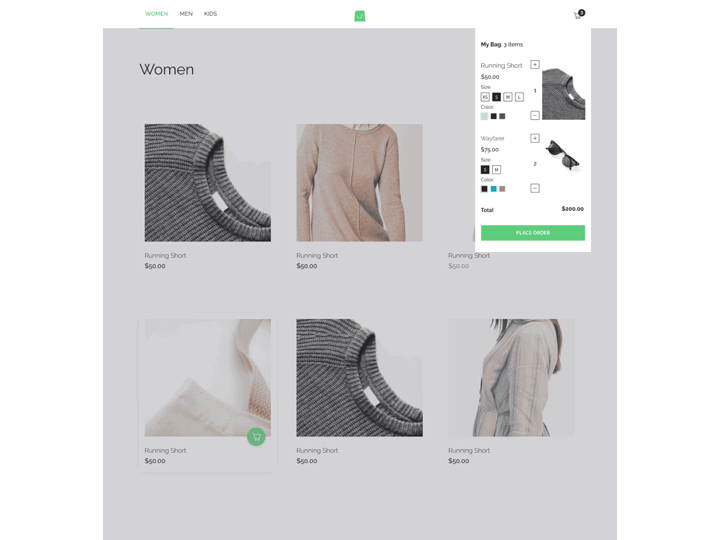 WOMEN MEN KIDS
3
My Bag. 3 items
Running Short
$50.00
Size:
XS S M L
Color:
+
1
−
Wayfarer
$75.00
Size:
S M
Color:
+
2
−
Total $200.00
PLACE ORDER
Women
Running Short
$50.00
Running Short
$50.00
Running Short
$50.00
Running Short
$50.00
Running Short
$50.00
Running Short
$50.00